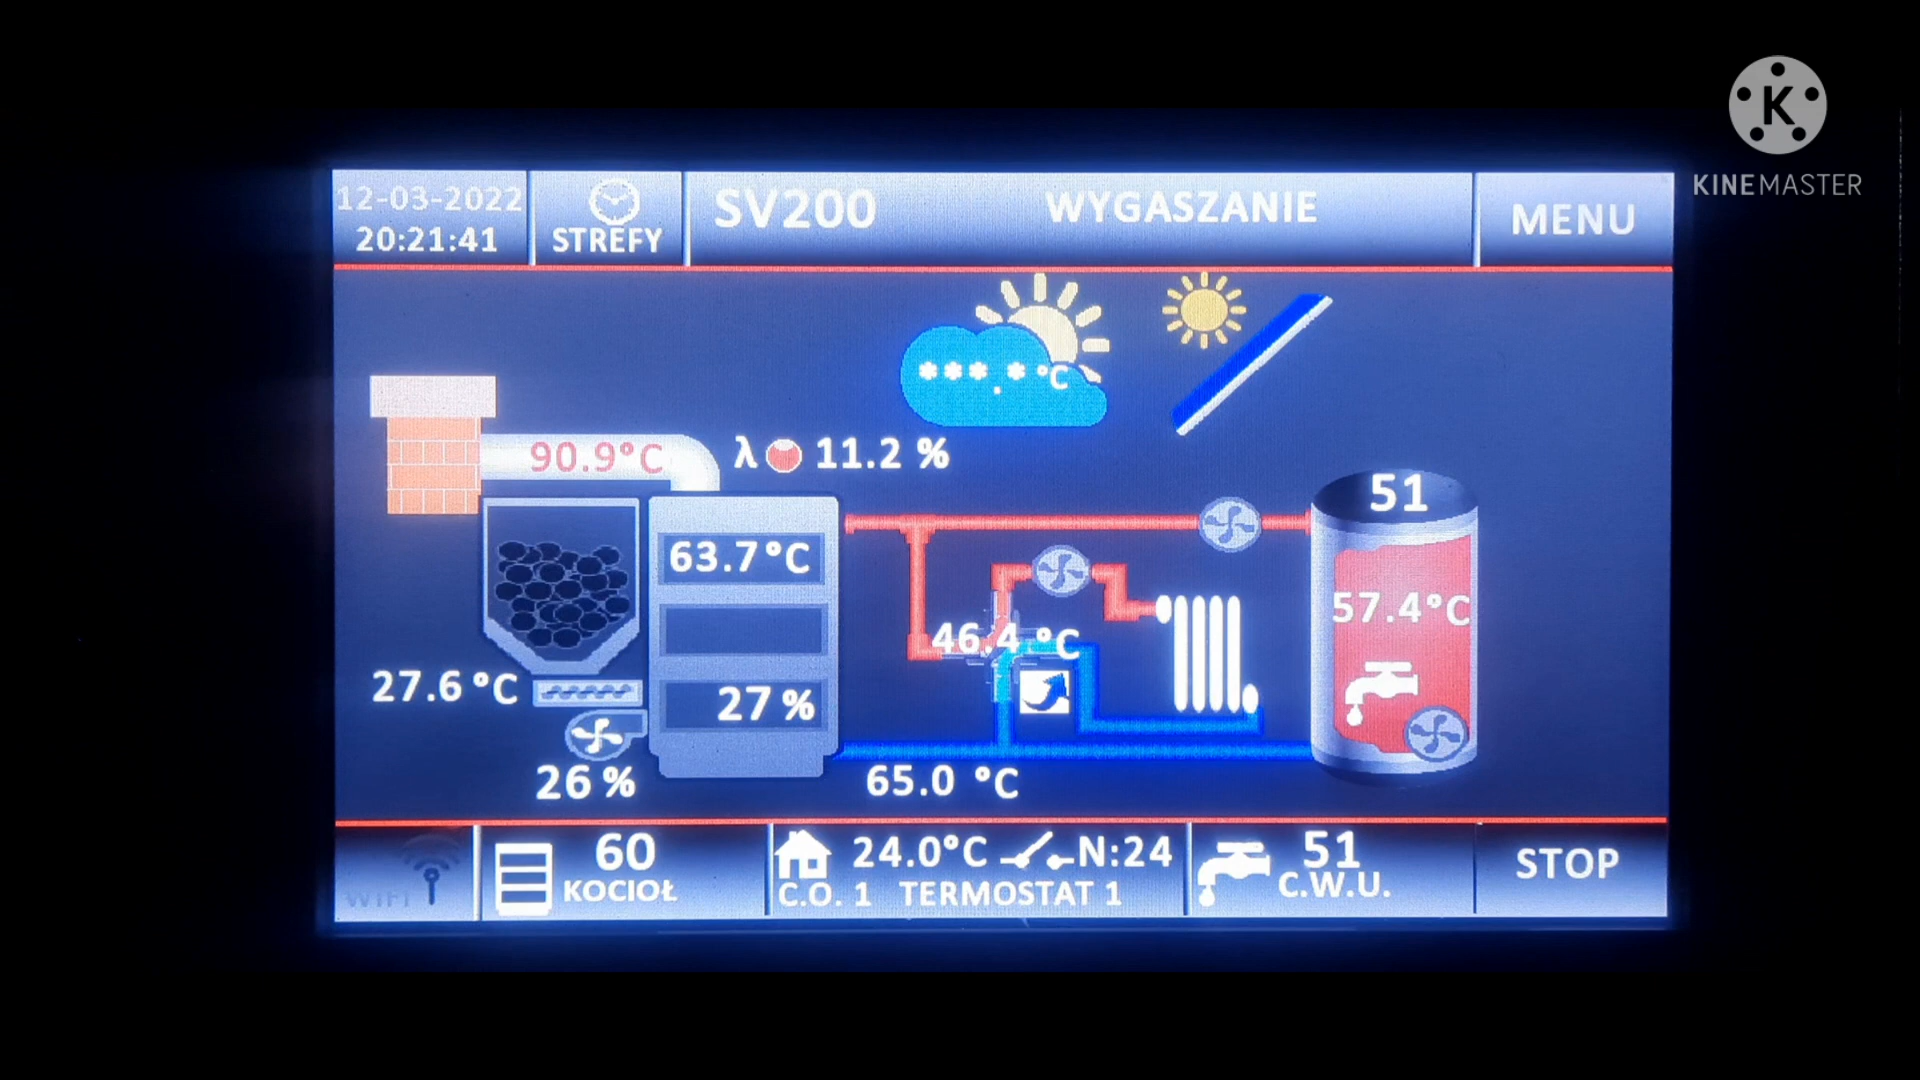 K
KINEMASTER
12-03-2022
20:21:41
STREFY
SV200
WYGASZANIE
MENU
***.* °C
90.9°C
λ 11.2 %
51
63.7°C
57.4°C
46.4 °C
27.6 °C
27 %
26 %
65.0 °C
WIFI
60
KOCIOŁ
24.0°C N:24
C.O. 1 TERMOSTAT 1
51
C.W.U.
STOP